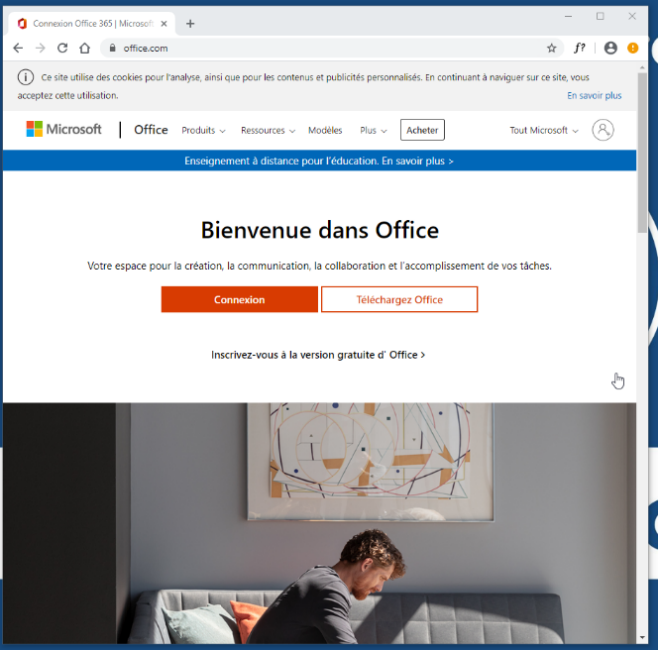 Connexion Office 365 | Microsoft
office.com
f?
Ce site utilise des cookies pour l'analyse, ainsi que pour les contenus et publicités personnalisés. En continuant à naviguer sur ce site, vous
acceptez cette utilisation.
En savoir plus
Microsoft | Office Produits Ressources Modèles Plus Acheter Tout Microsoft
Enseignement à distance pour l'éducation. En savoir plus >
Bienvenue dans Office
Votre espace pour la création, la communication, la collaboration et l'accomplissement de vos tâches.
Connexion Téléchargez Office
Inscrivez-vous à la version gratuite d' Office >